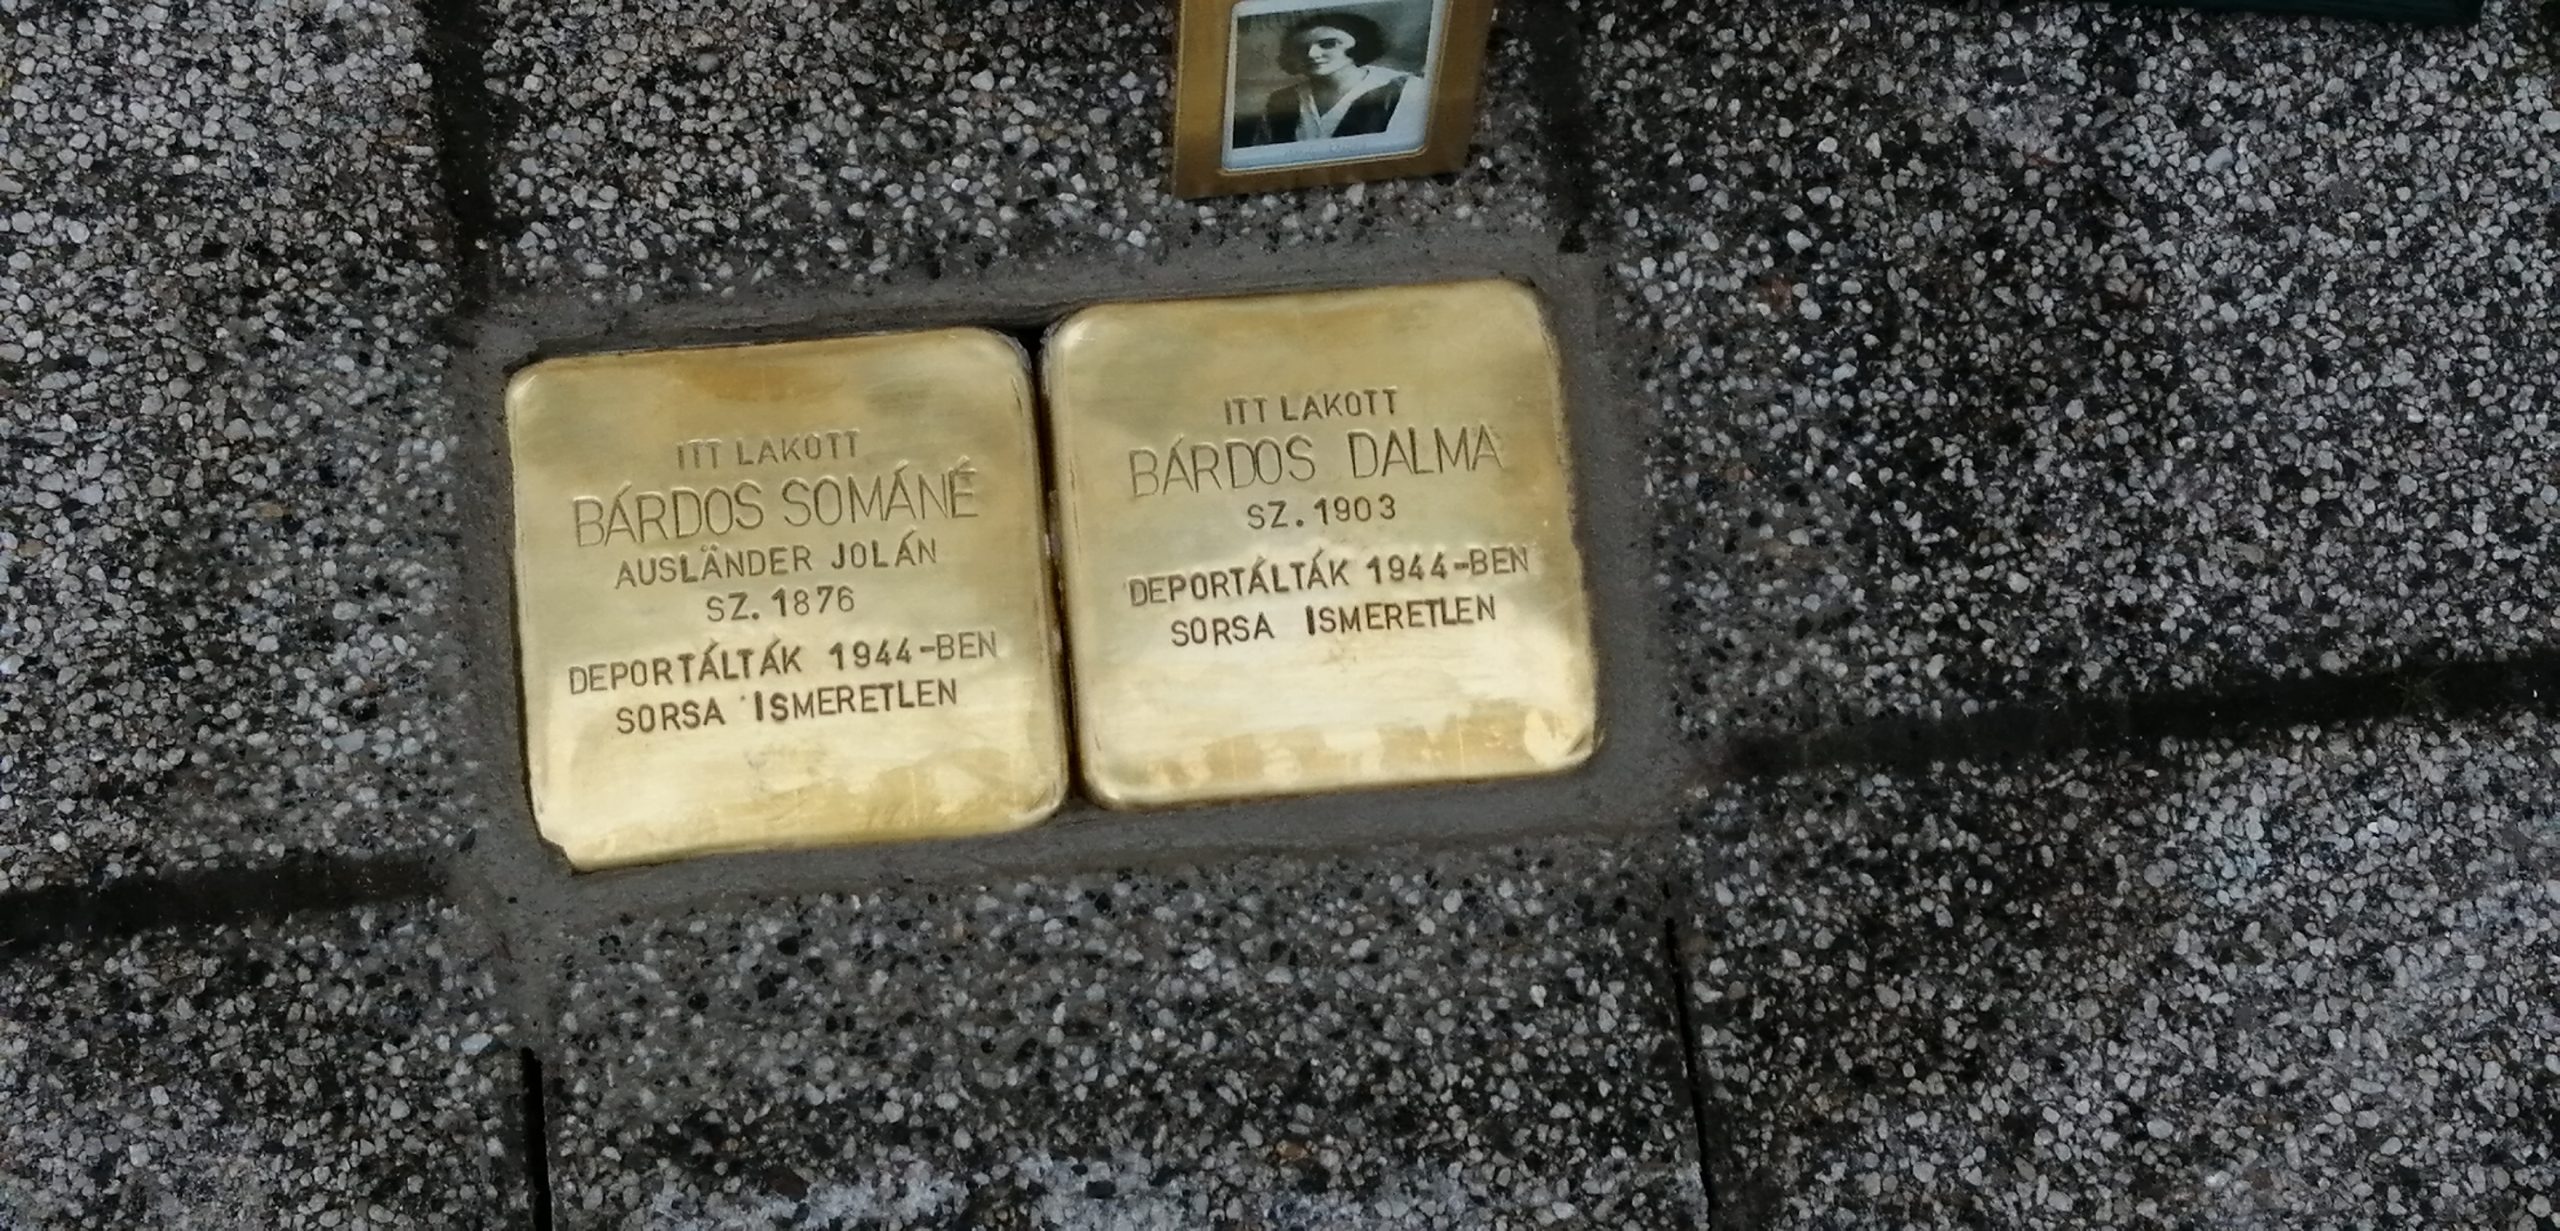 ITT LAKOTT
BÁRDOS SOMÁNÉ
AUSLÄNDER JOLÁN
SZ. 1876
DEPORTÁLTÁK 1944-BEN
SORSA ISMERETLEN
ITT LAKOTT
BÁRDOS DALMA
SZ. 1903
DEPORTÁLTÁK 1944-BEN
SORSA ISMERETLEN